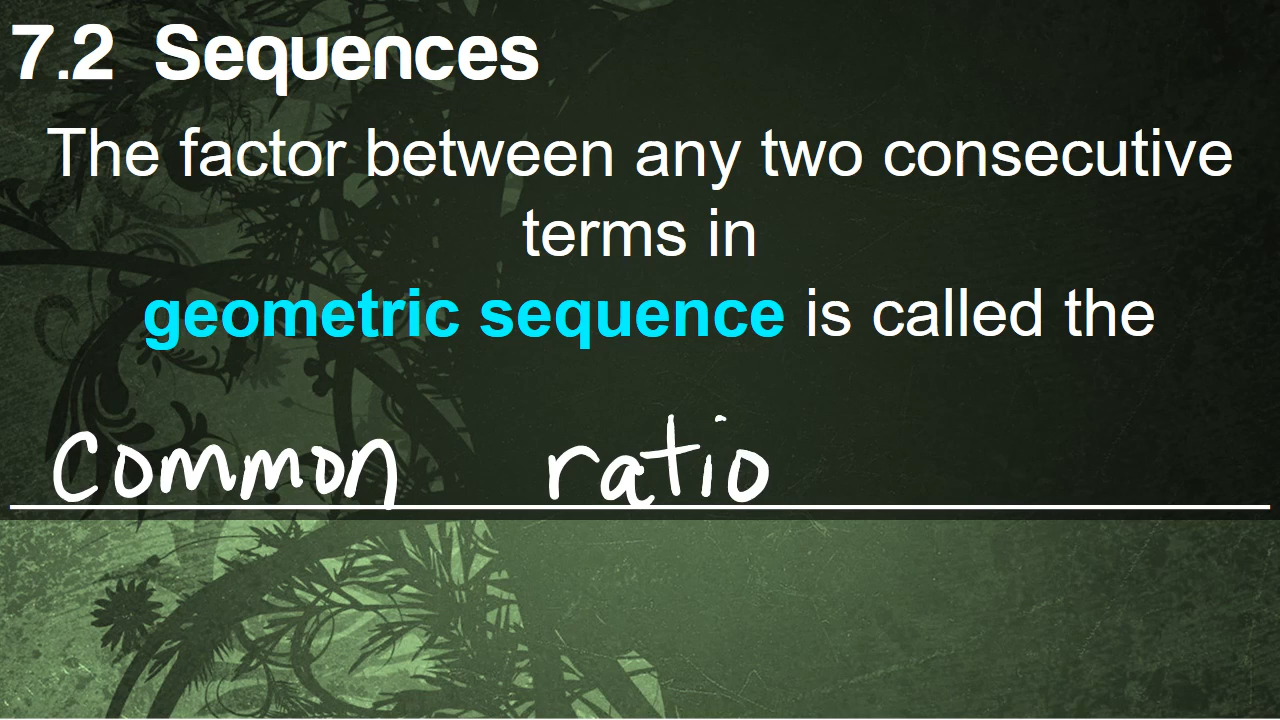 7.2 Sequences
The factor between any two consecutive
terms in
geometric sequence is called the
common ratio